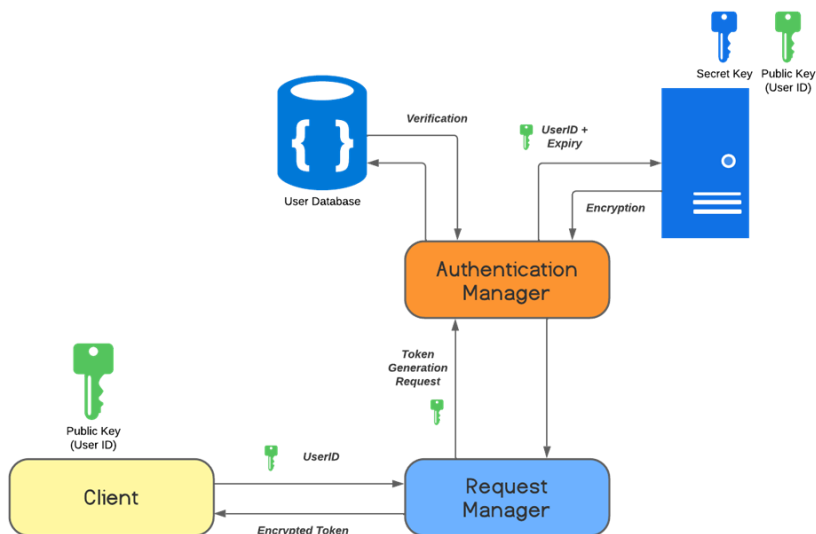 Secret Key
Public Key
(User ID)
Verification
UserID +
Expiry
{ }
User Database
Encryption
Authentication
Manager
Token
Generation
Request
Public Key
(User ID)
UserID
Client
Request
Manager
Encrypted Token